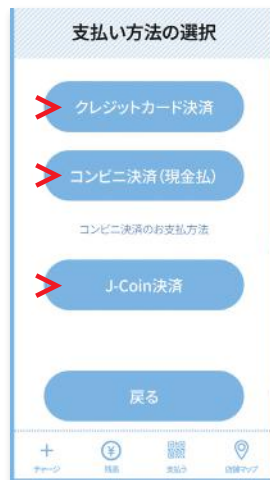 支払い方法の選択
クレジットカード決済
コンビニ決済(現金払)
コンビニ決済のお支払方法
J-Coin決済
戻る
チャージ 残高 支払う 店舗マップ